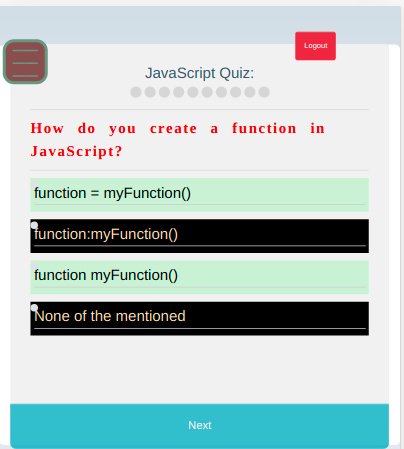 Logout
JavaScript Quiz:
How do you create a function in
JavaScript?
function = myFunction()
function:myFunction()
function myFunction()
None of the mentioned
Next